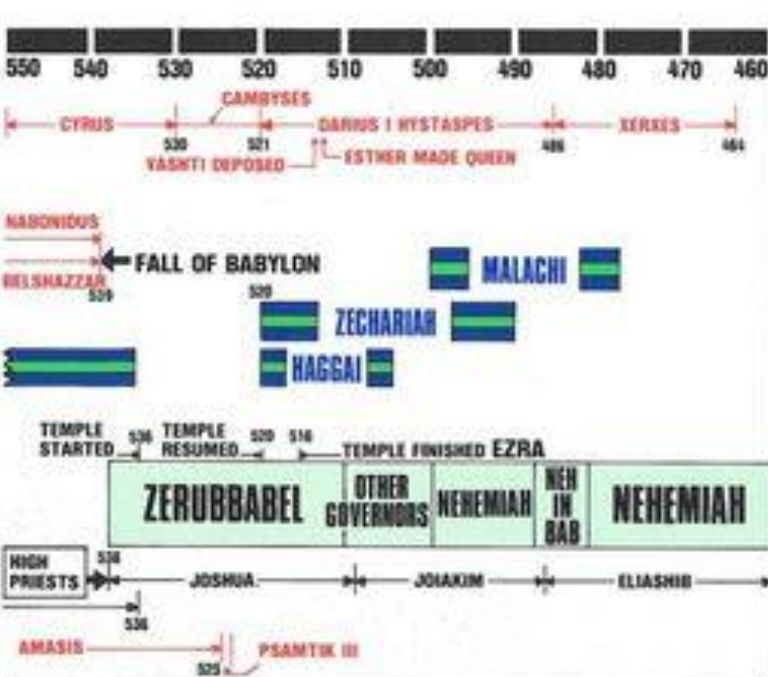 550 540 530 520 510 500 490 480 470 460
CAMBYSES
CYRUS DARIUS I HYSTASPES XERXES
530 521 486 464
VASHTI DEPOSED ESTHER MADE QUEEN
NABONIDUS
FALL OF BABYLON MALACHI
BELSHAZZAR
539 520
ZECHARIAH
HAGGAI
TEMPLE STARTED 536 TEMPLE RESUMED 520 516 TEMPLE FINISHED EZRA
ZERUBBABEL
OTHER GOVERNORS
NEHEMIAH
NEH IN BAB
NEHEMIAH
HIGH PRIESTS
538
JOSHUA JOIAKIM ELIASHIB
536
AMASIS PSAMTIK III
525